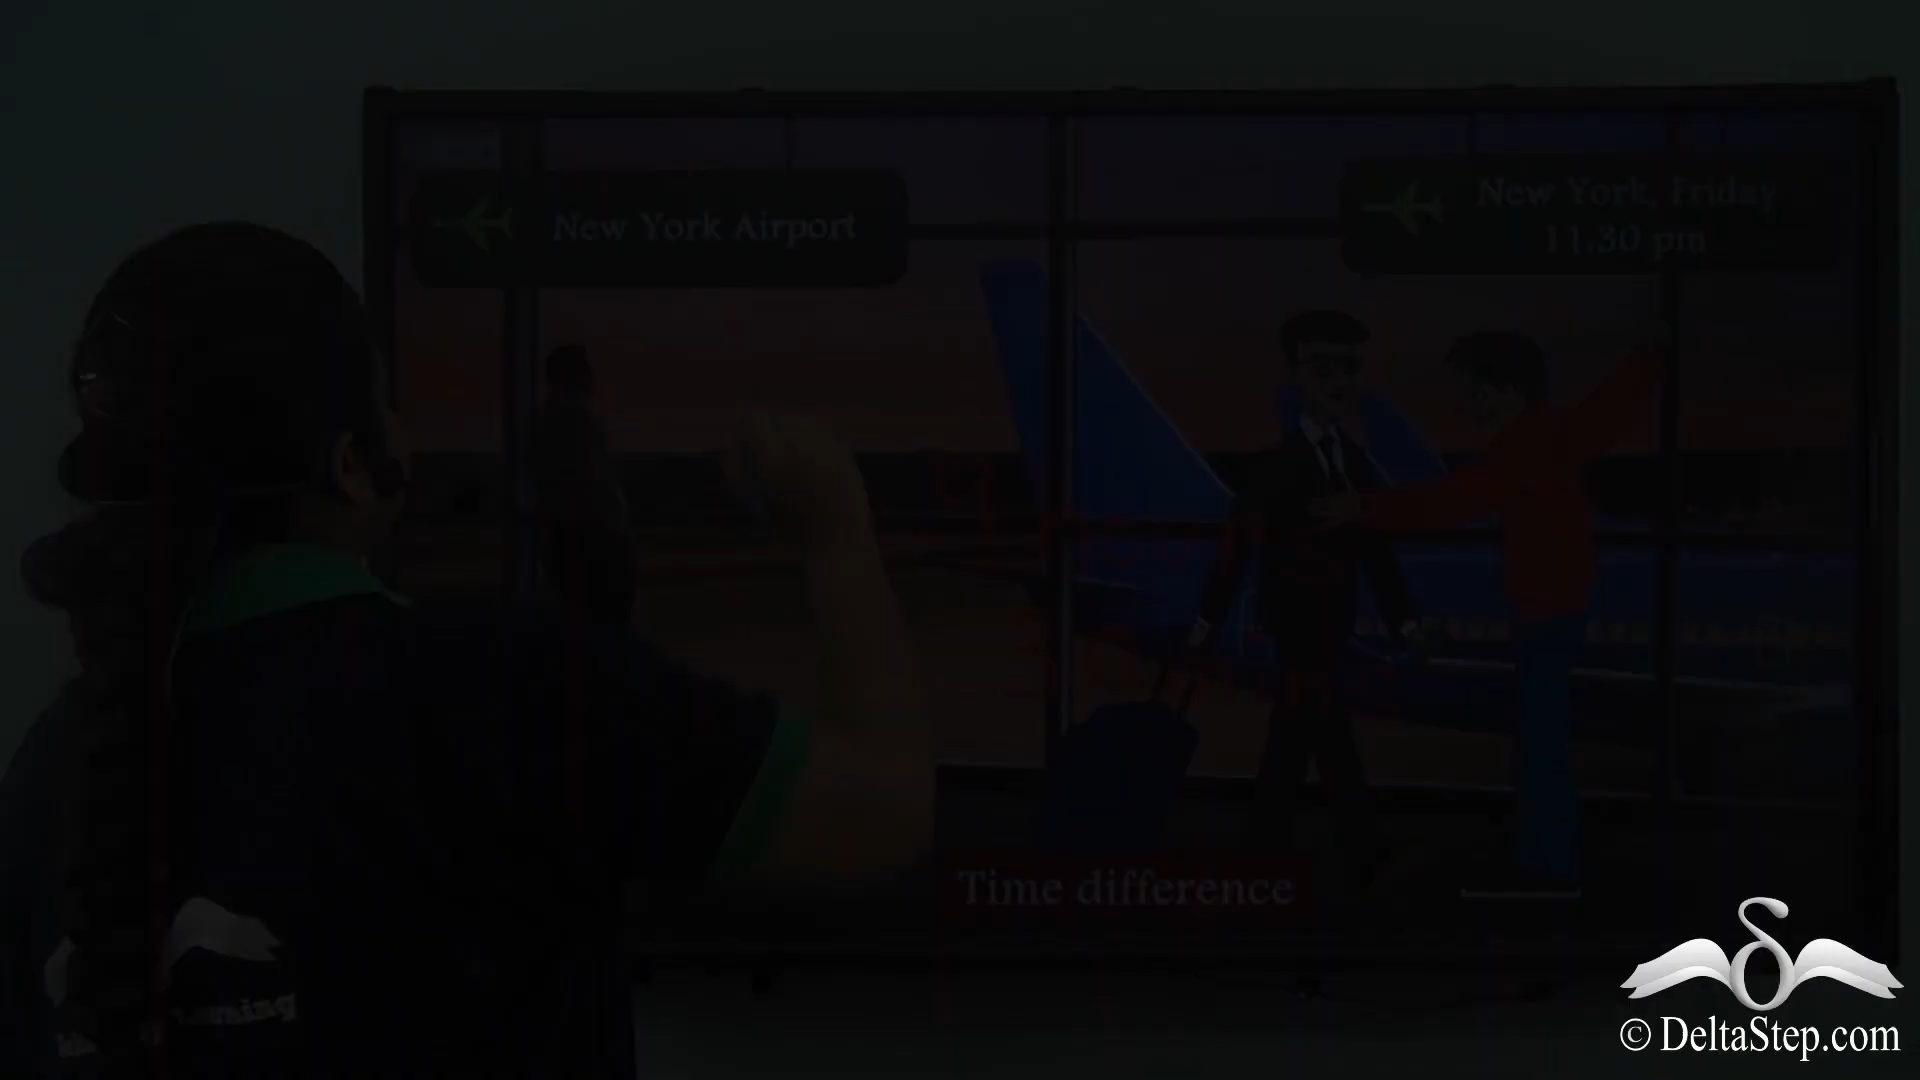 New York Airport
New York, Friday
11.30 pm
Time difference
© DeltaStep.com